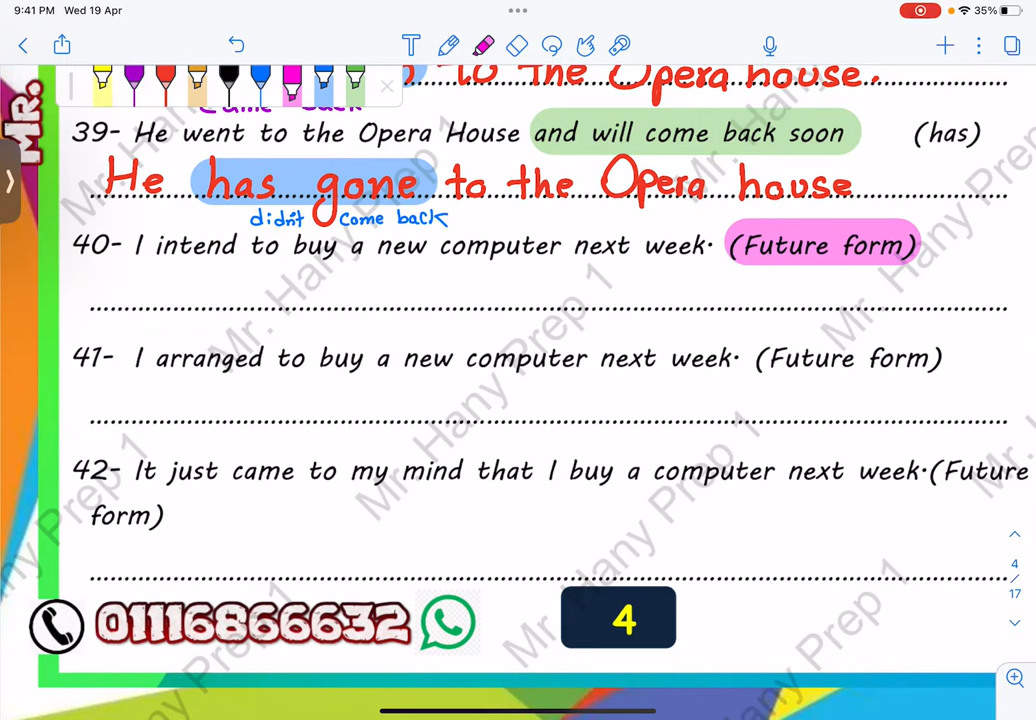 9:41 PM Wed 19 Apr
35%
to the Opera house.
39- He went to the Opera House and will come back soon (has)
He has gone to the Opera house
didn't come back
40- I intend to buy a new computer next week. (Future form)
41- I arranged to buy a new computer next week. (Future form)
42- It just came to my mind that I buy a computer next week.(Future
form)
01116866632
4
4
/
17
MR.
Mr. Hany Prep 1